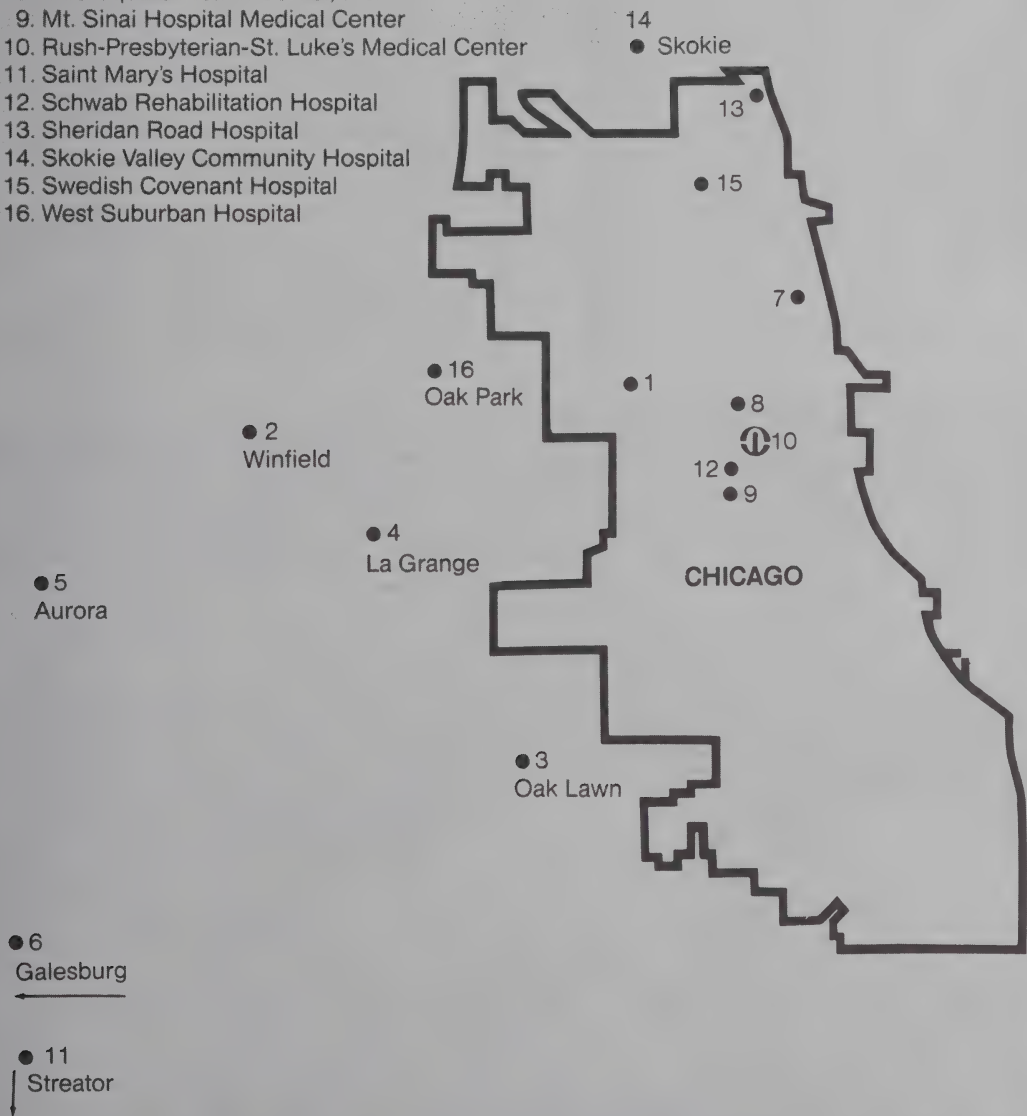 9. Mt. Sinai Hospital Medical Center
10. Rush-Presbyterian-St. Luke's Medical Center
11. Saint Mary's Hospital
12. Schwab Rehabilitation Hospital
13. Sheridan Road Hospital
14. Skokie Valley Community Hospital
15. Swedish Covenant Hospital
16. West Suburban Hospital
14
Skokie
13
15
7
16
Oak Park
1
8
2
Winfield
10
12
9
4
La Grange
CHICAGO
5
Aurora
3
Oak Lawn
6
Galesburg
11
Streator